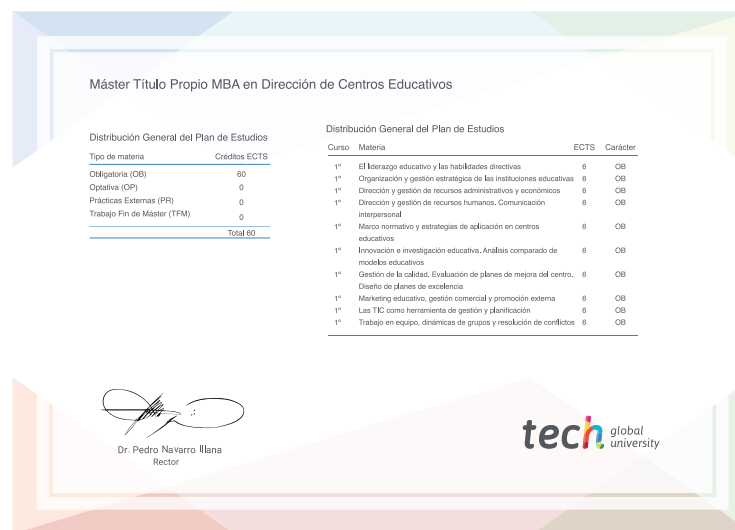 Máster Título Propio MBA en Dirección de Centros Educativos
Distribución General del Plan de Estudios
Tipo de materia Créditos ECTS
Obligatoria (OB) 60
Optativa (OP) 0
Prácticas Externas (PR) 0
Trabajo Fin de Máster (TFM) 0
Total 60
Distribución General del Plan de Estudios
Curso Materia ECTS Carácter
1º El liderazgo educativo y las habilidades directivas 6 OB
1º Organización y gestión estratégica de las instituciones educativas 6 OB
1º Dirección y gestión de recursos administrativos y económicos 6 OB
1º Dirección y gestión de recursos humanos. Comunicación 6 OB
interpersonal
1º Marco normativo y estrategias de aplicación en centros 6 OB
educativos
1º Innovación e investigación educativa. Análisis comparado de 6 OB
modelos educativos
1º Gestión de la calidad. Evaluación de planes de mejora del centro. 6 OB
Diseño de planes de excelencia
1º Marketing educativo, gestión comercial y promoción externa 6 OB
1º Las TIC como herramienta de gestión y planificación 6 OB
1º Trabajo en equipo, dinámicas de grupos y resolución de conflictos 6 OB
Dr. Pedro Navarro Illana
Rector
tech global
university